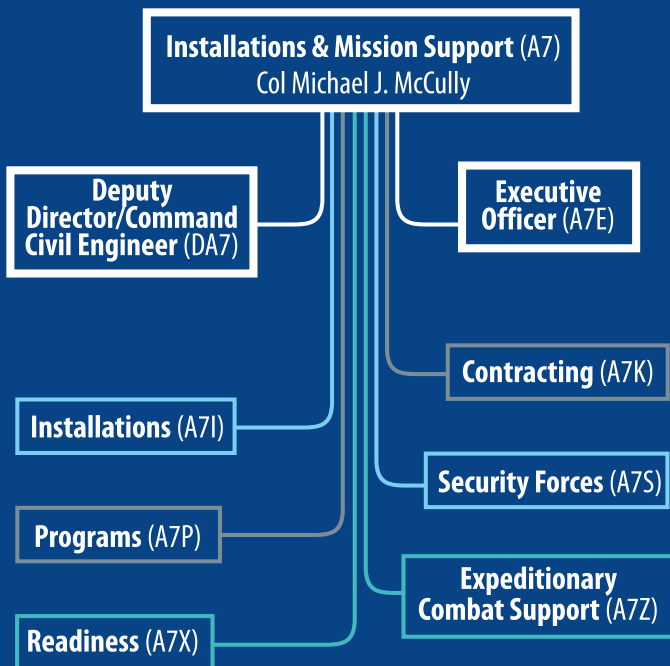 Installations & Mission Support (A7)
Col Michael J. McCully
Deputy
Director/Command
Civil Engineer (DA7)
Executive
Officer (A7E)
Contracting (A7K)
Installations (A7I)
Security Forces (A7S)
Programs (A7P)
Expeditionary
Combat Support (A7Z)
Readiness (A7X)